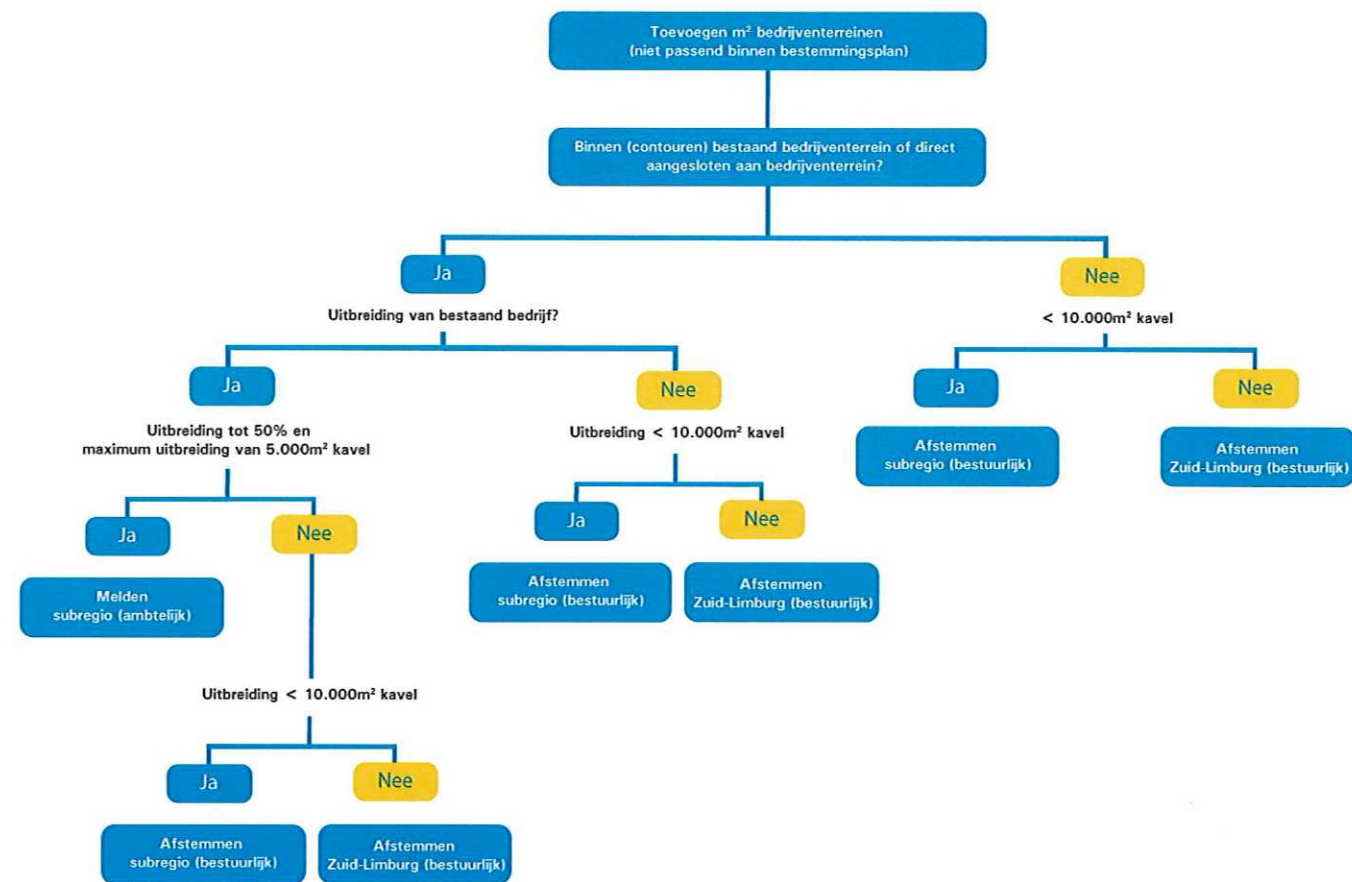 Toevoegen m² bedrijventerreinen
(niet passend binnen bestemmingsplan)
Binnen (contouren) bestaand bedrijventerrein of direct
aangesloten aan bedrijventerrein?
Ja
Nee
Uitbreiding van bestaand bedrijf?
< 10.000m² kavel
Ja
Nee
Ja
Nee
Uitbreiding tot 50% en
maximum uitbreiding van 5.000m² kavel
Uitbreiding < 10.000m² kavel
Afstemmen
subregio (bestuurlijk)
Afstemmen
Zuid-Limburg (bestuurlijk)
Ja
Nee
Ja
Nee
Melden
subregio (ambtelijk)
Afstemmen
subregio (bestuurlijk)
Afstemmen
Zuid-Limburg (bestuurlijk)
Uitbreiding < 10.000m² kavel
Ja
Nee
Afstemmen
subregio (bestuurlijk)
Afstemmen
Zuid-Limburg (bestuurlijk)